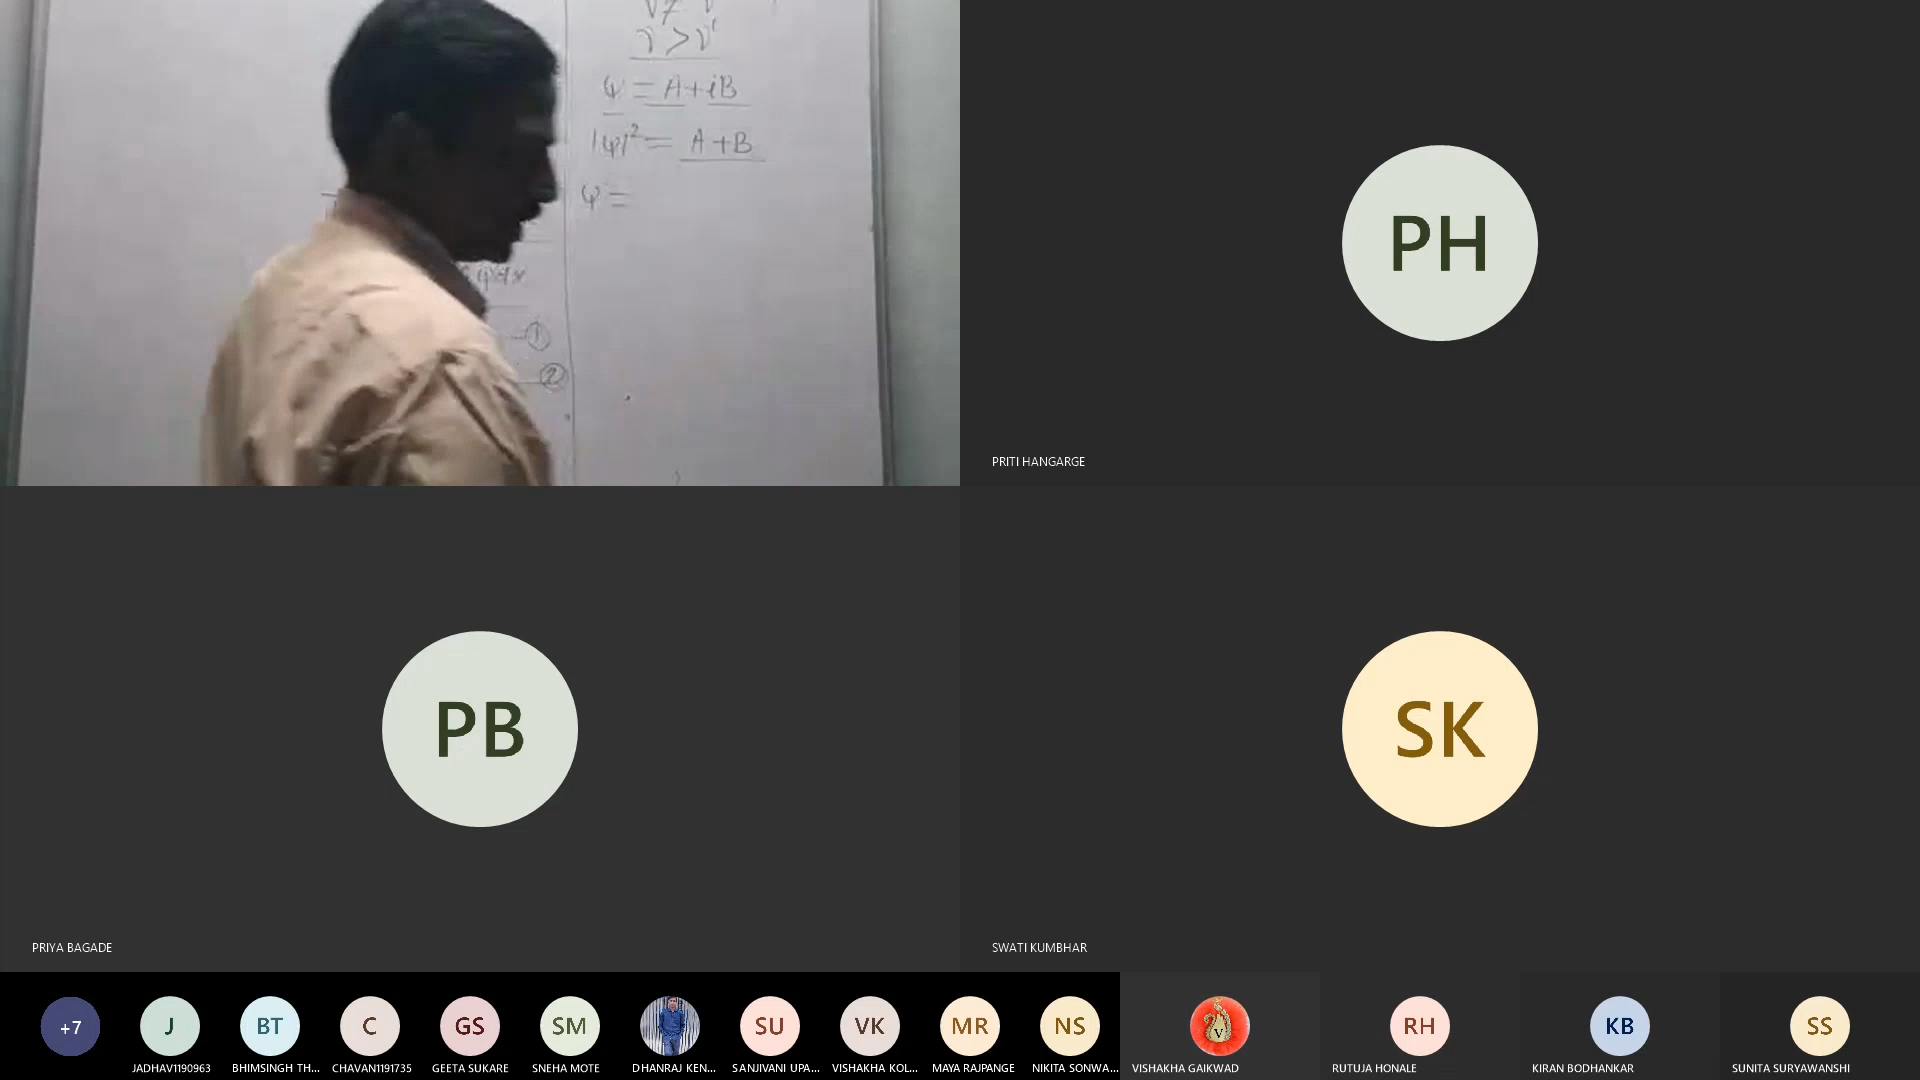 ν > ν'
ψ = A+iB
|ψ|² = A+B
ψ =
①
②
PH
PRITI HANGARGE
PB
PRIYA BAGADE
SK
SWATI KUMBHAR
+7
J
BT
C
GS
SM
SU
VK
MR
NS
V
RH
KB
SS
JADHAV1190963
BHIMSINGH TH...
CHAVAN1191735
GEETA SUKARE
SNEHA MOTE
DHANRAJ KEN...
SANJIVANI UPA...
VISHAKHA KOL...
MAYA RAJPANGE
NIKITA SONWA...
VISHAKHA GAIKWAD
RUTUJA HONALE
KIRAN BODHANKAR
SUNITA SURYAWANSHI